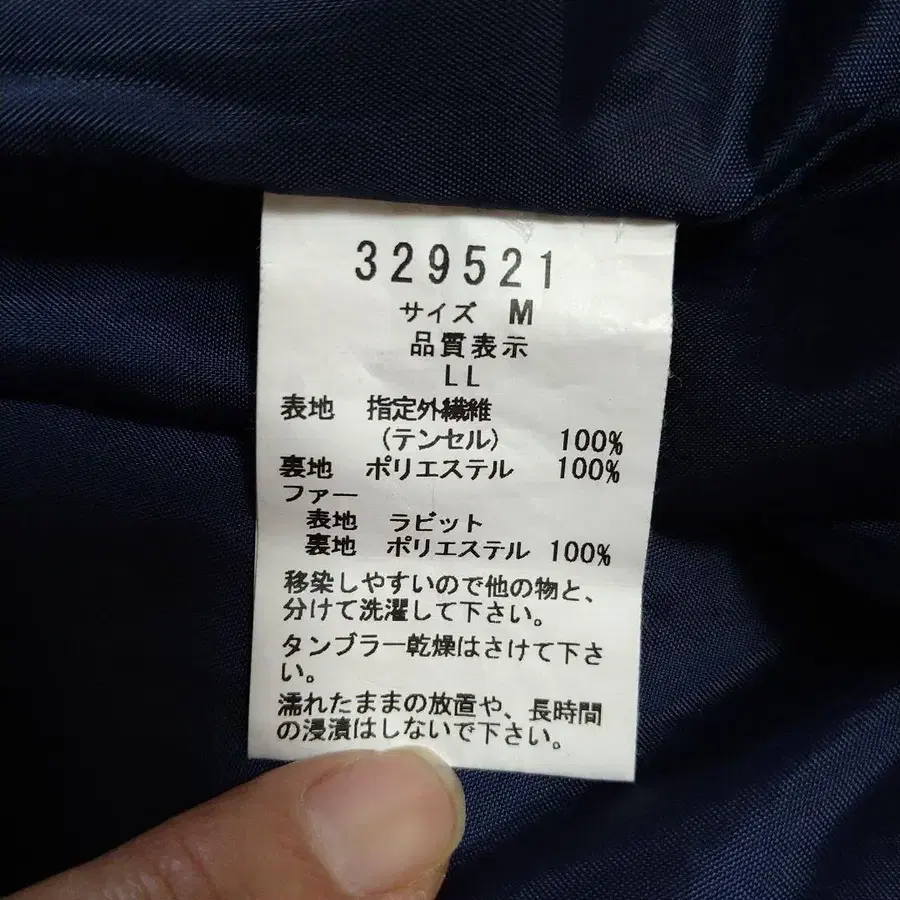 329521
サイズ M
品質表示
LL
表地 指定外繊維
(テンセル) 100%
裏地 ポリエステル 100%
ファー
表地 ラビット
裏地 ポリエステル 100%
移染しやすいので他の物と、
分けて洗濯して下さい。
タンブラー乾燥はさけて下さ
い。
濡れたままの放置や、長時間
の浸漬はしないで下さい。